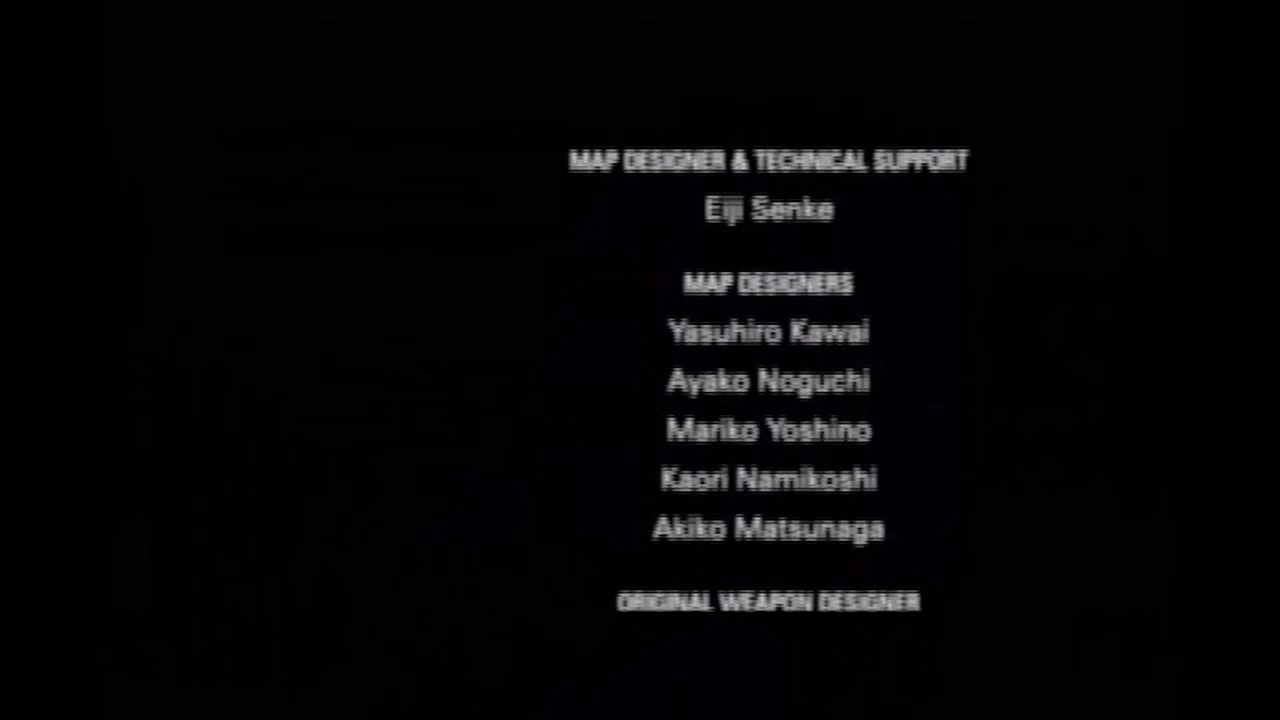 MAP DESIGNER & TECHNICAL SUPPORT
Eiji Senke
MAP DESIGNERS
Yasuhiro Kawai
Ayako Noguchi
Mariko Yoshino
Kaori Namikoshi
Akiko Matsunaga
ORIGINAL WEAPON DESIGNER